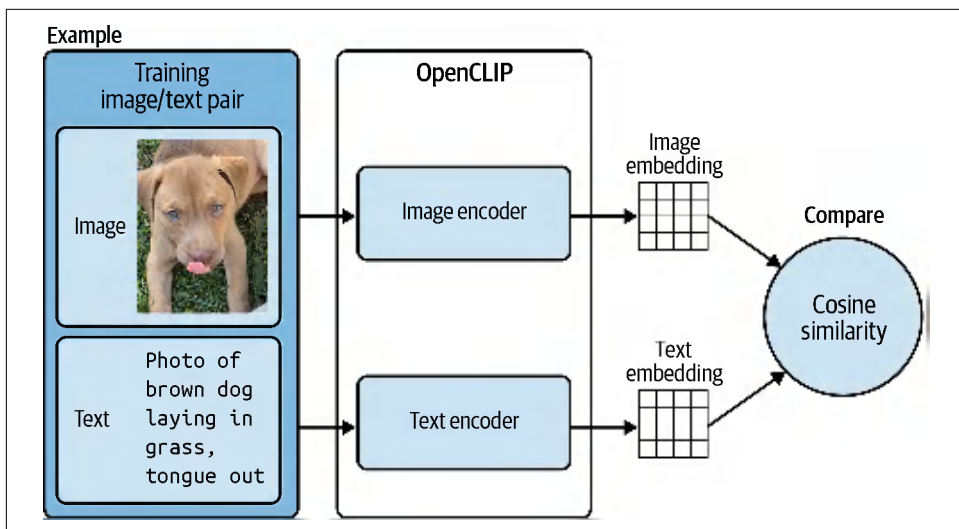 Example
Training
image/text pair
Image
Text
Photo of
brown dog
laying in
grass,
tongue out
OpenCLIP
Image encoder
Text encoder
Image
embedding
Text
embedding
Compare
Cosine
similarity